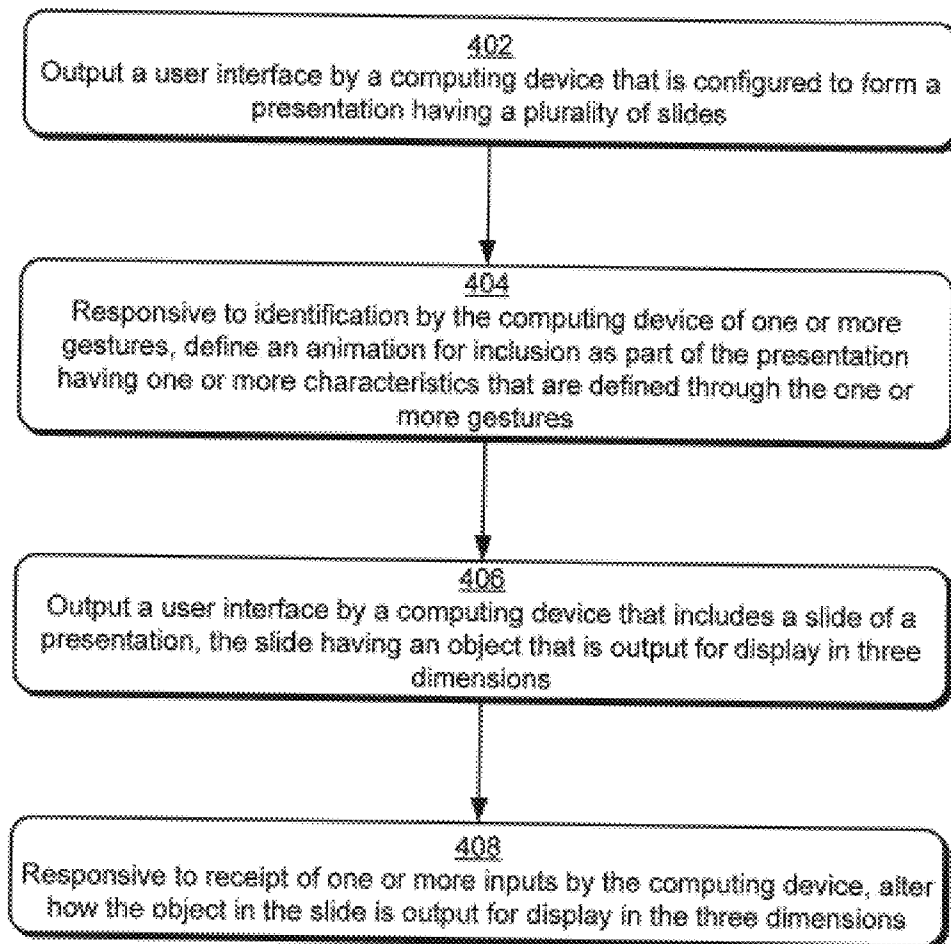 402
Output a user interface by a computing device that is configured to form a
presentation having a plurality of slides
404
Responsive to identification by the computing device of one or more
gestures, define an animation for inclusion as part of the presentation
having one or more characteristics that are defined through the one or
more gestures
406
Output a user interface by a computing device that includes a slide of a
presentation, the slide having an object that is output for display in three
dimensions
408
Responsive to receipt of one or more inputs by the computing device, alter
how the object in the slide is output for display in the three dimensions